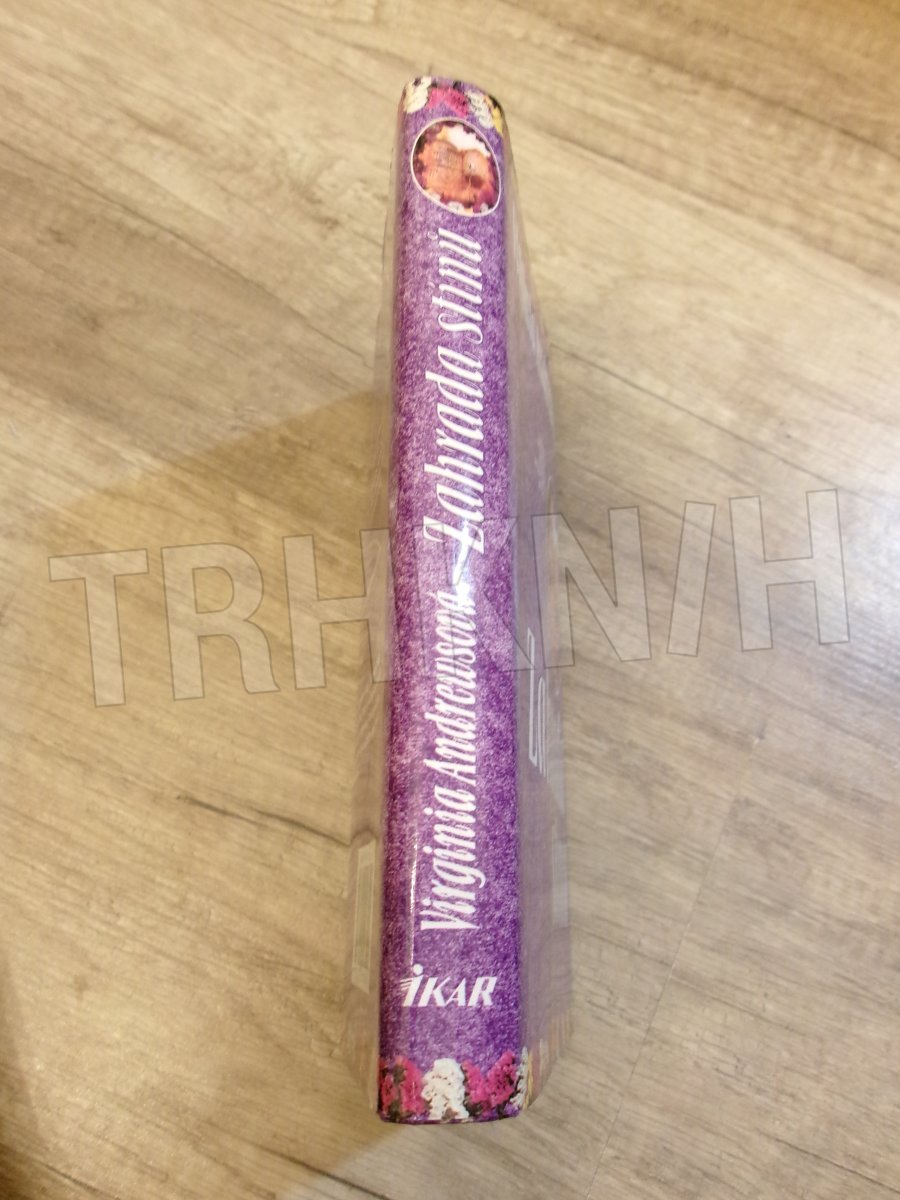 Virginia Andrewsová – Zahrada stínů
IKAR
TRHKNIH